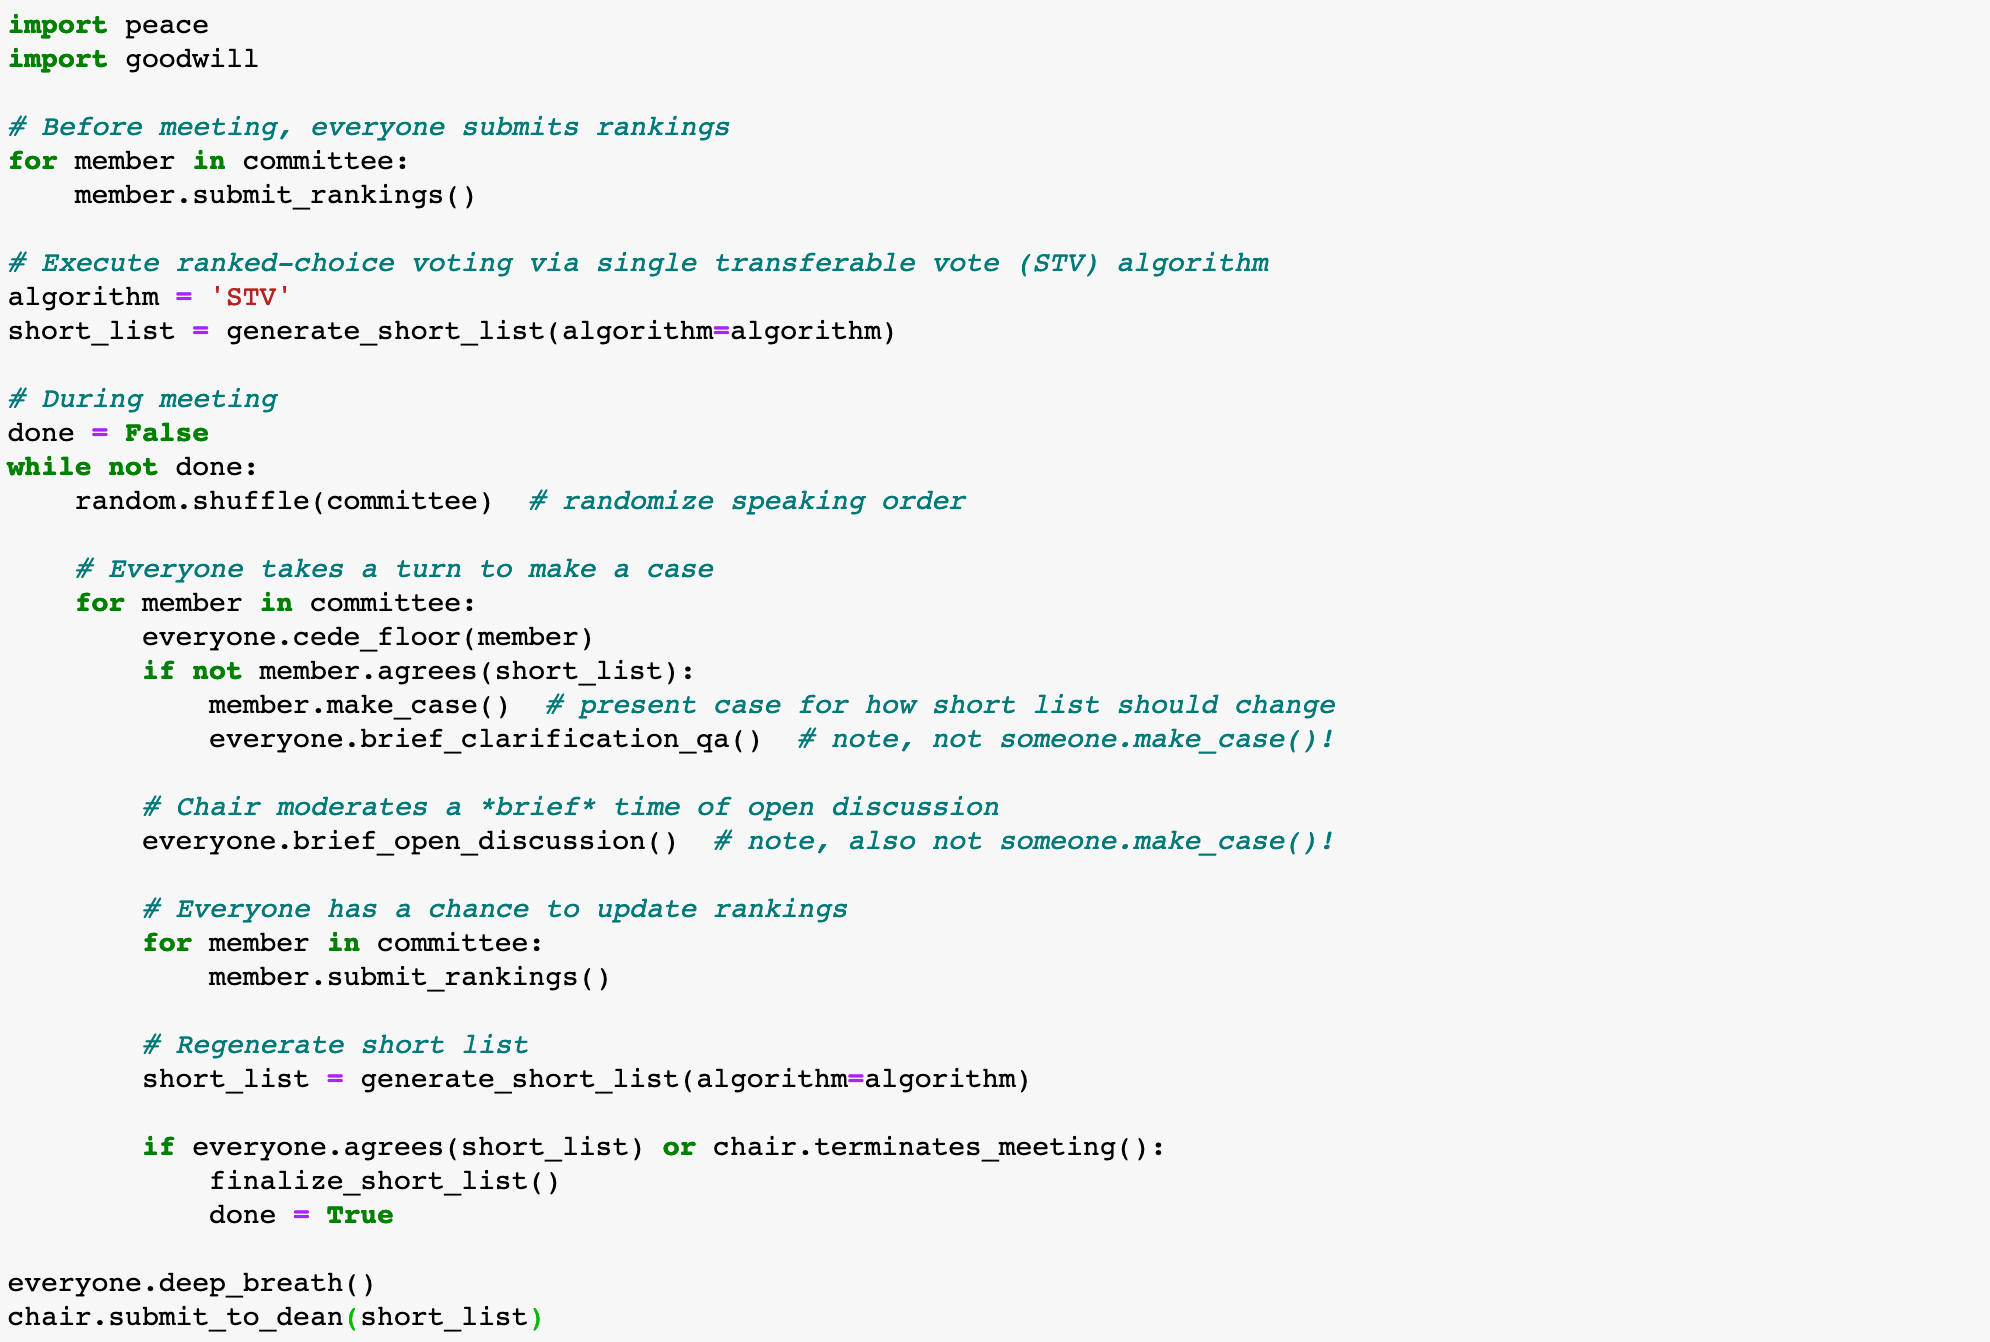 import peace
import goodwill

# Before meeting, everyone submits rankings
for member in committee:
    member.submit_rankings()

# Execute ranked-choice voting via single transferable vote (STV) algorithm
algorithm = 'STV'
short_list = generate_short_list(algorithm=algorithm)

# During meeting
done = False
while not done:
    random.shuffle(committee)  # randomize speaking order

    # Everyone takes a turn to make a case
    for member in committee:
        everyone.cede_floor(member)
        if not member.agrees(short_list):
            member.make_case()  # present case for how short list should change
            everyone.brief_clarification_qa()  # note, not someone.make_case()!

        # Chair moderates a *brief* time of open discussion
        everyone.brief_open_discussion()  # note, also not someone.make_case()!

        # Everyone has a chance to update rankings
        for member in committee:
            member.submit_rankings()

        # Regenerate short list
        short_list = generate_short_list(algorithm=algorithm)

        if everyone.agrees(short_list) or chair.terminates_meeting():
            finalize_short_list()
            done = True

everyone.deep_breath()
chair.submit_to_dean(short_list)